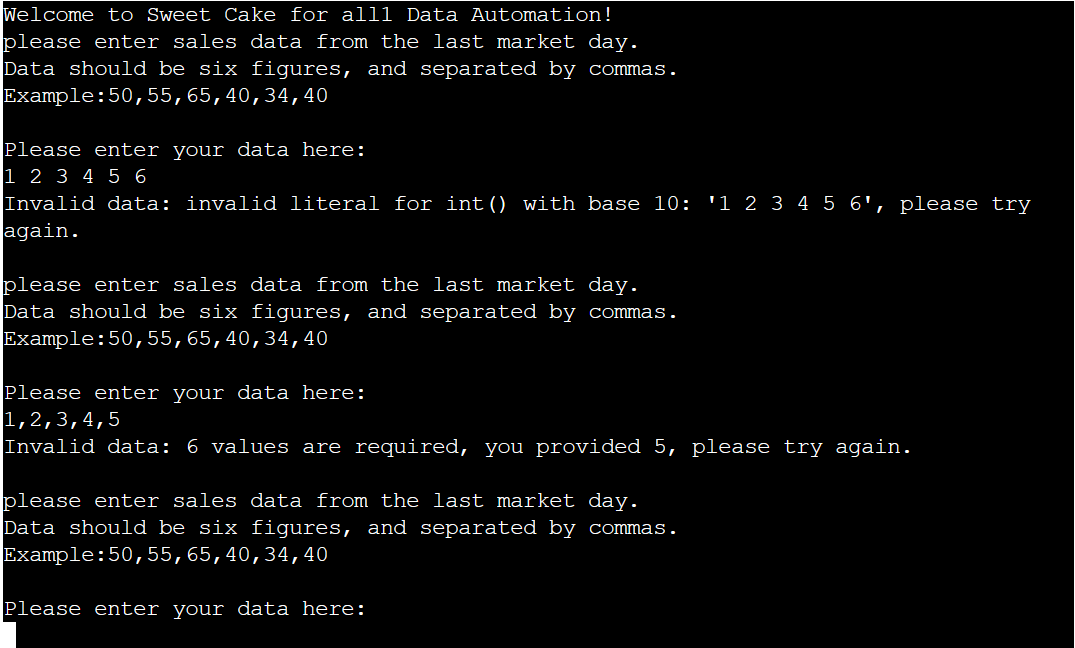 Welcome to Sweet Cake for all1 Data Automation!
please enter sales data from the last market day.
Data should be six figures, and separated by commas.
Example:50,55,65,40,34,40
Please enter your data here:
1 2 3 4 5 6
Invalid data: invalid literal for int() with base 10: '1 2 3 4 5 6', please try
again.
please enter sales data from the last market day.
Data should be six figures, and separated by commas.
Example:50,55,65,40,34,40
Please enter your data here:
1,2,3,4,5
Invalid data: 6 values are required, you provided 5, please try again.
please enter sales data from the last market day.
Data should be six figures, and separated by commas.
Example:50,55,65,40,34,40
Please enter your data here: